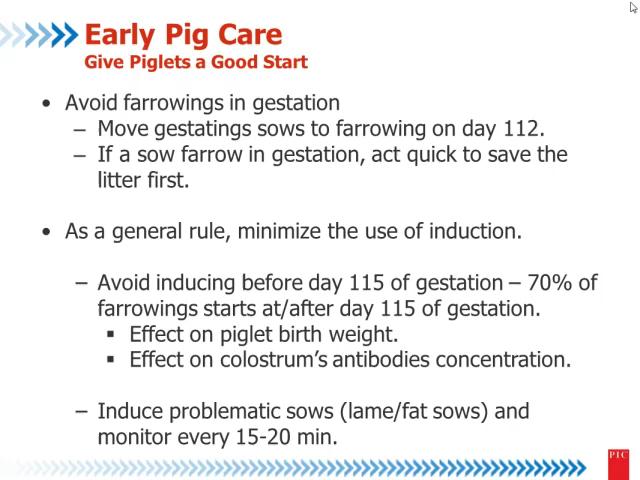 Early Pig Care
Give Piglets a Good Start
• Avoid farrowings in gestation
– Move gestatings sows to farrowing on day 112.
– If a sow farrow in gestation, act quick to save the
litter first.
• As a general rule, minimize the use of induction.
– Avoid inducing before day 115 of gestation – 70% of
farrowings starts at/after day 115 of gestation.
▪ Effect on piglet birth weight.
▪ Effect on colostrum’s antibodies concentration.
– Induce problematic sows (lame/fat sows) and
monitor every 15-20 min.
PIC